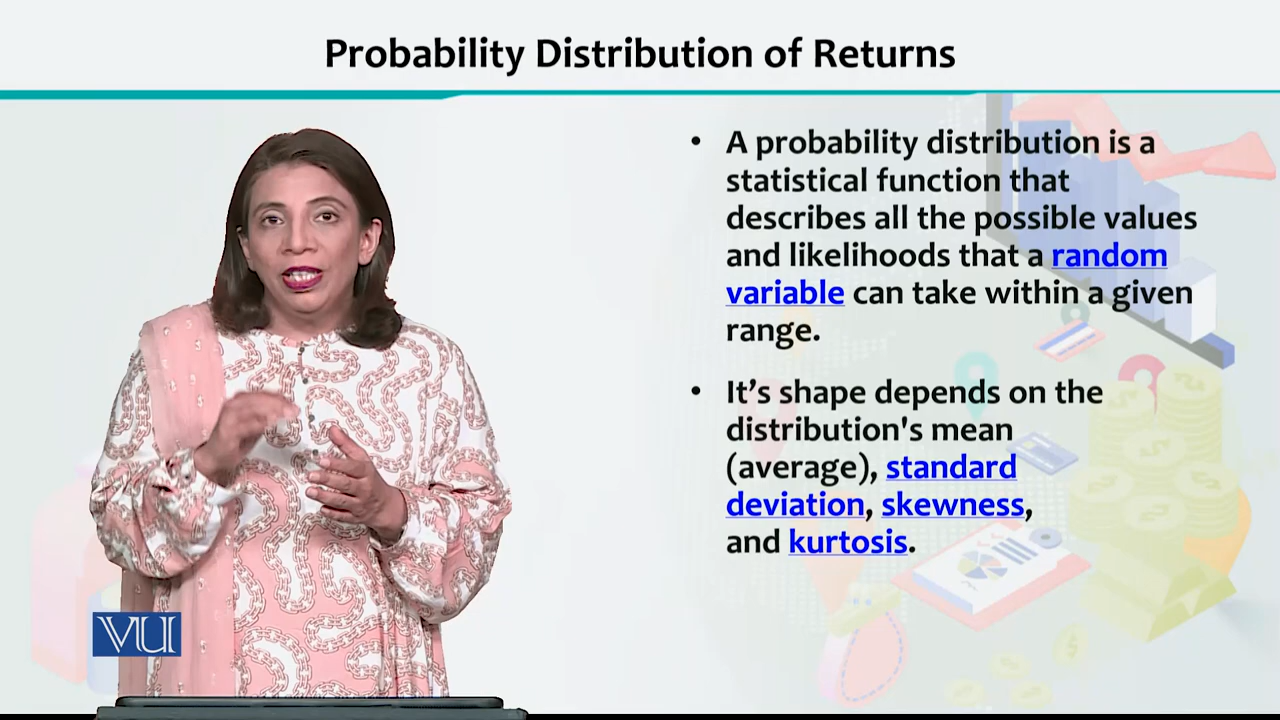 Probability Distribution of Returns
• A probability distribution is a
statistical function that
describes all the possible values
and likelihoods that a random
variable can take within a given
range.
• It’s shape depends on the
distribution's mean
(average), standard
deviation, skewness,
and kurtosis.
VU